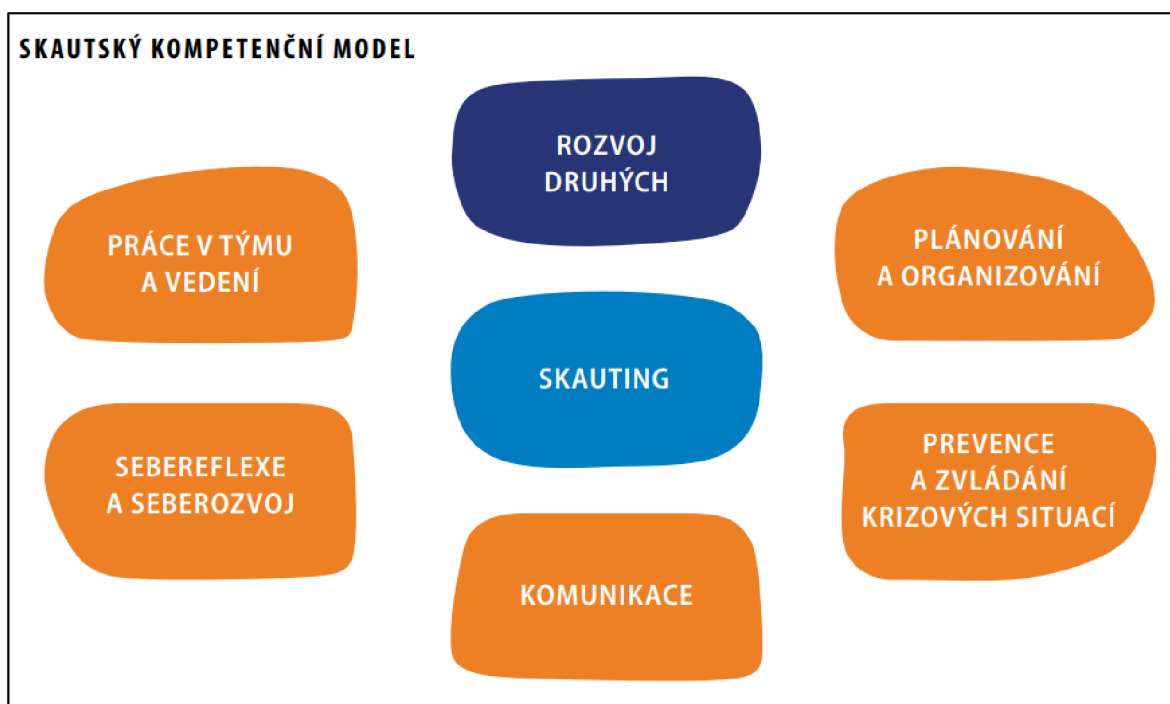 SKAUTSKÝ KOMPETENČNÍ MODEL
ROZVOJ
DRUHÝCH
PRÁCE V TÝMU
A VEDENÍ
PLÁNOVÁNÍ
A ORGANIZOVÁNÍ
SKAUTING
SEBEREFLEXE
A SEBEROZVOJ
PREVENCE
A ZVLÁDÁNÍ
KRIZOVÝCH SITUACÍ
KOMUNIKACE